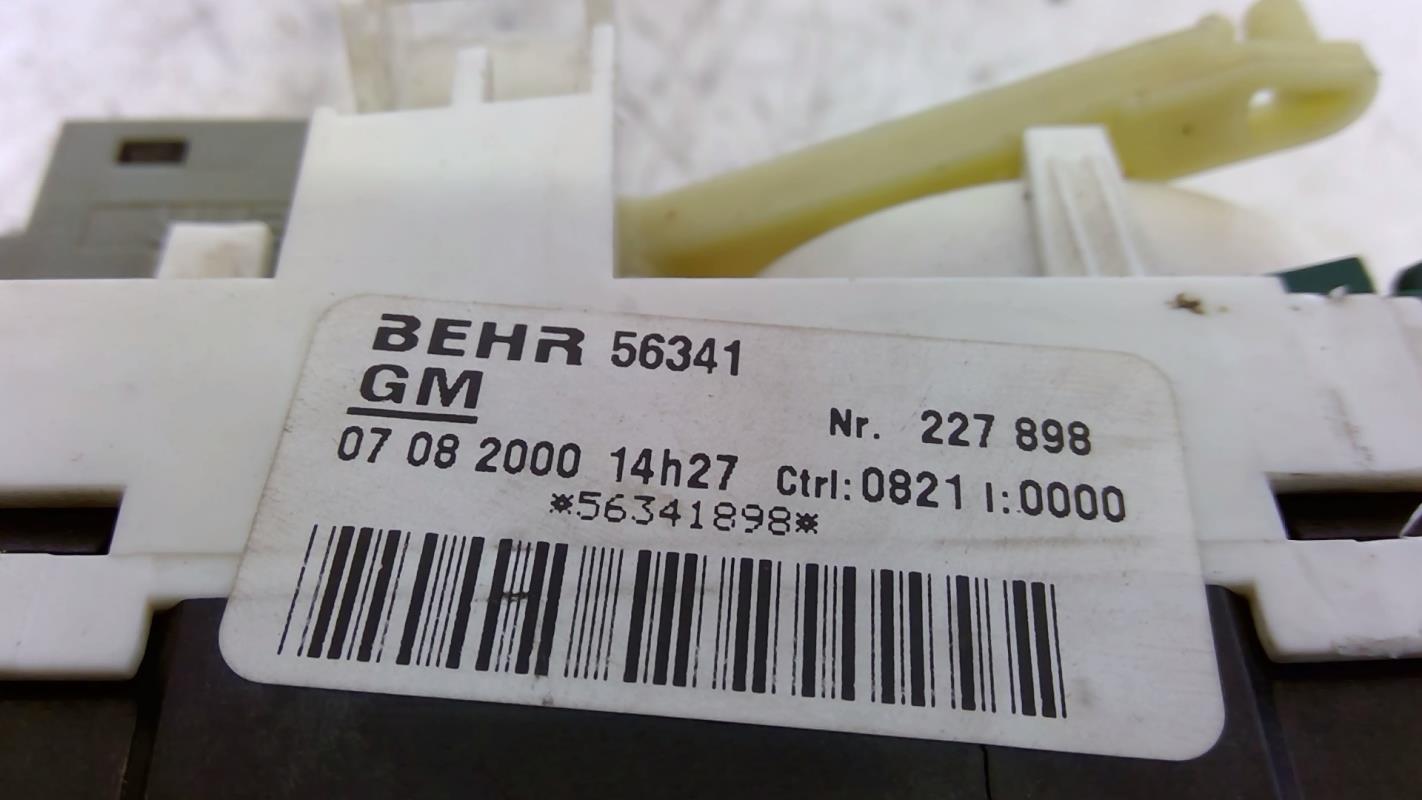 BEHR 56341
GM
Nr. 227 898
07 08 2000 14h27 Ctrl:0821 I:0000
*56341898*